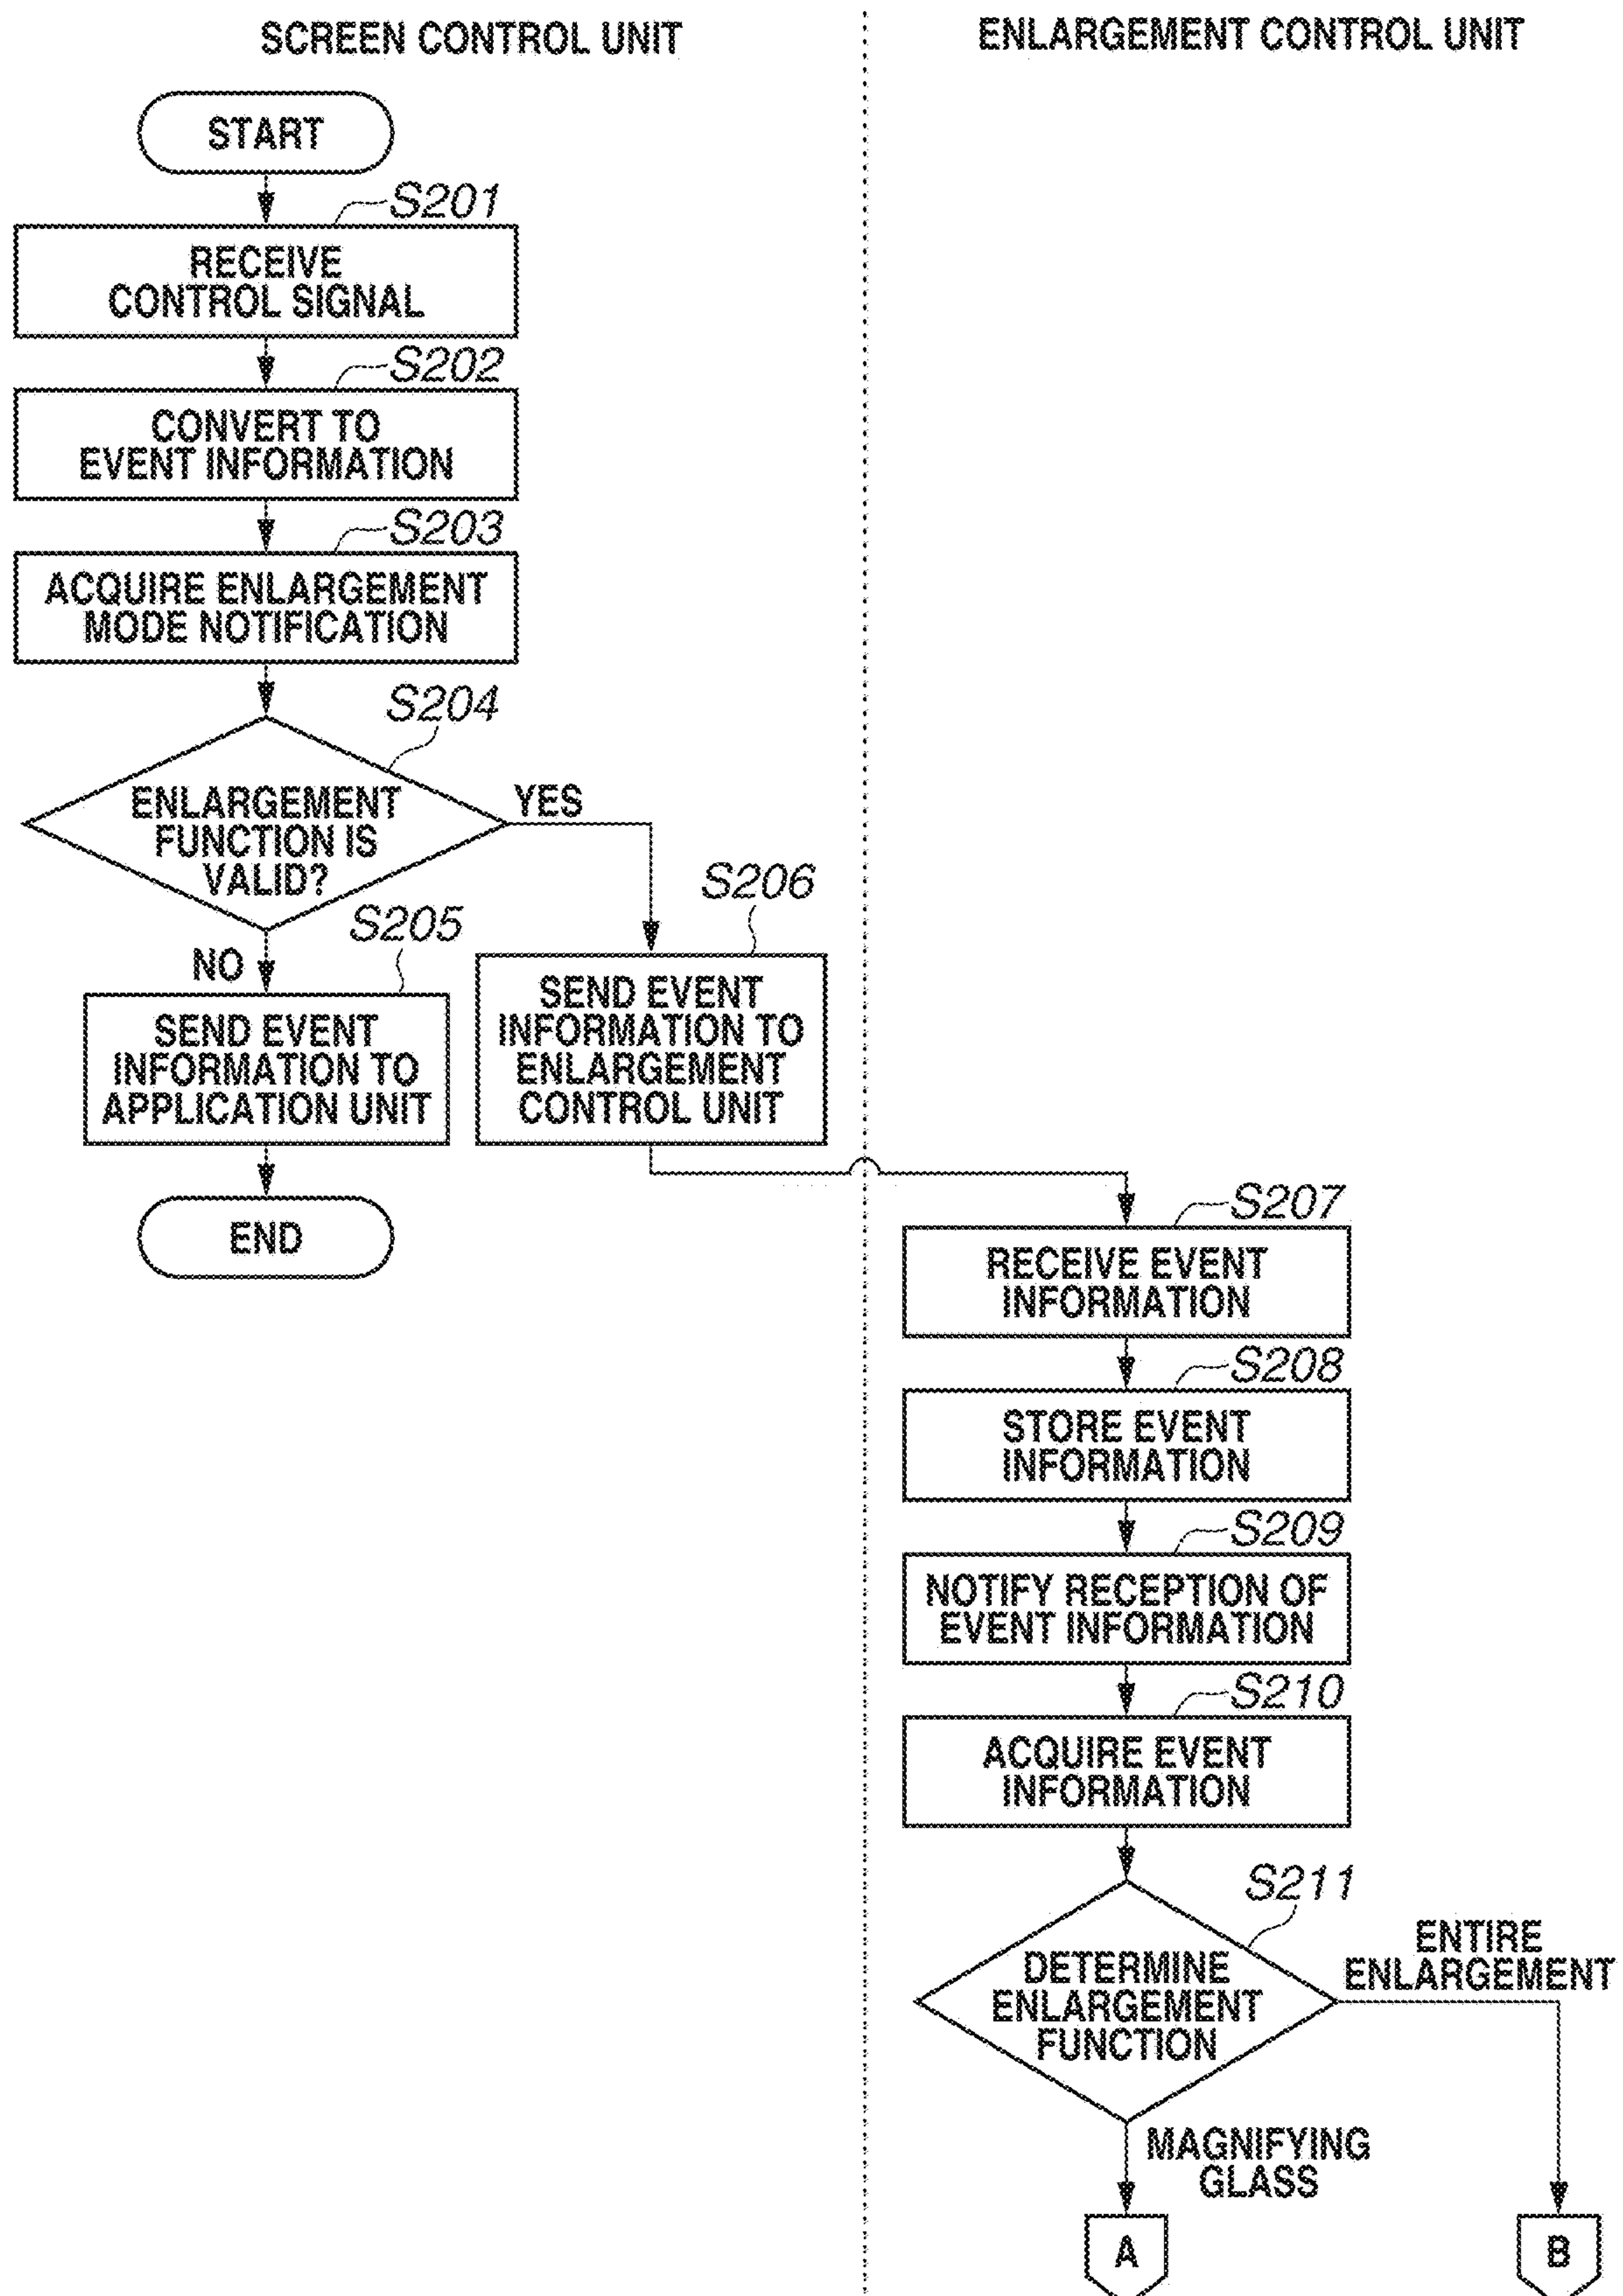 SCREEN CONTROL UNIT
ENLARGEMENT CONTROL UNIT
START
S201
RECEIVE
CONTROL SIGNAL
S202
CONVERT TO
EVENT INFORMATION
S203
ACQUIRE ENLARGEMENT
MODE NOTIFICATION
S204
ENLARGEMENT
FUNCTION IS
VALID?
YES
NO
S205
SEND EVENT
INFORMATION TO
APPLICATION UNIT
END
S206
SEND EVENT
INFORMATION TO
ENLARGEMENT
CONTROL UNIT
S207
RECEIVE EVENT
INFORMATION
S208
STORE EVENT
INFORMATION
S209
NOTIFY RECEPTION OF
EVENT INFORMATION
S210
ACQUIRE EVENT
INFORMATION
S211
DETERMINE
ENLARGEMENT
FUNCTION
ENTIRE
ENLARGEMENT
MAGNIFYING
GLASS
A
B